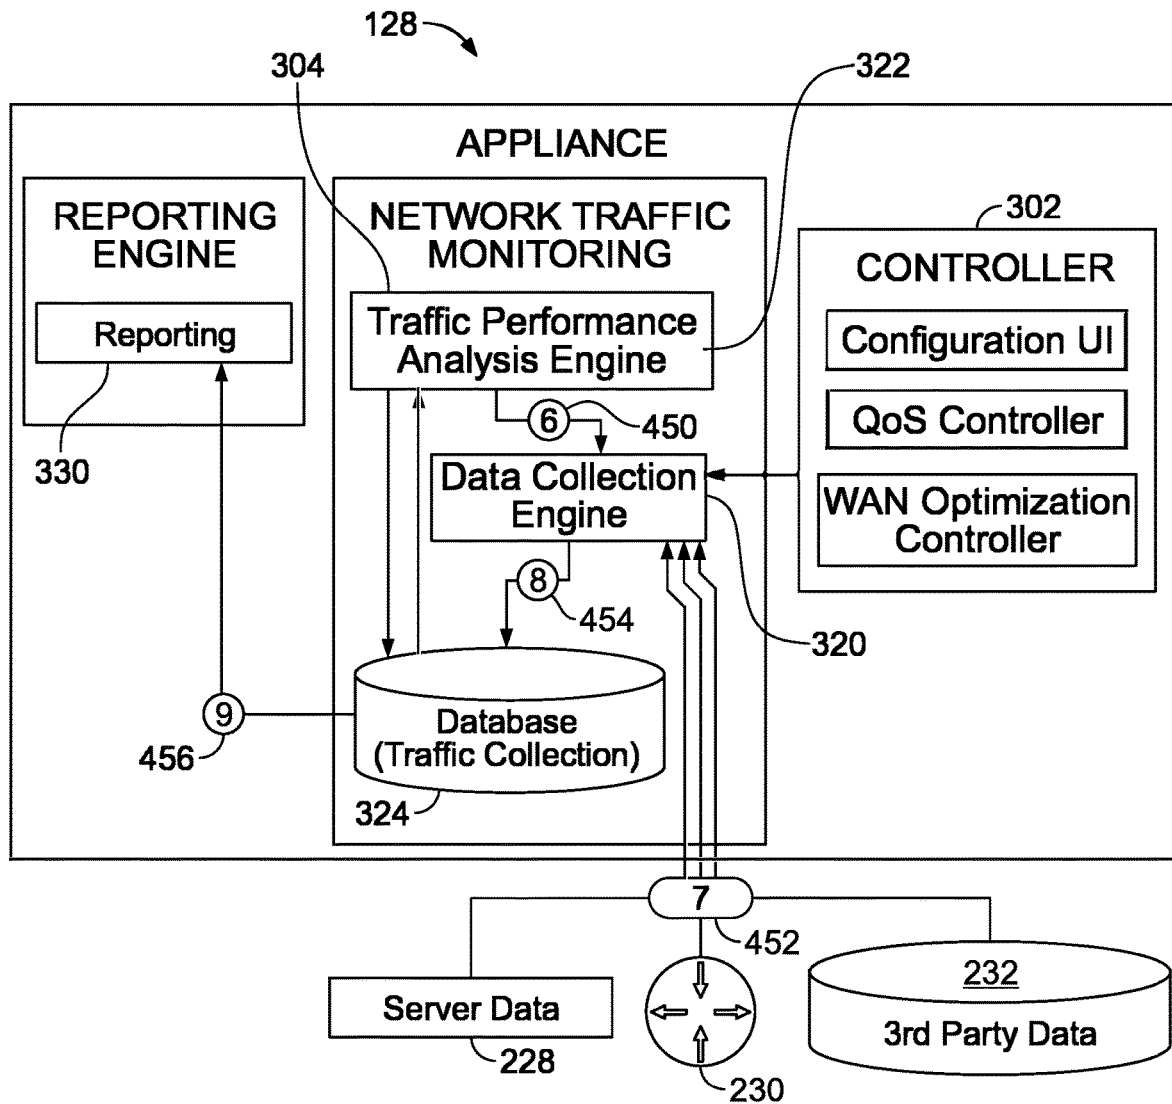 128
304
322
APPLIANCE
REPORTING
ENGINE
Reporting
330
NETWORK TRAFFIC
MONITORING
Traffic Performance
Analysis Engine
6
450
Data Collection
Engine
8
454
320
302
CONTROLLER
Configuration UI
QoS Controller
WAN Optimization
Controller
9
456
Database
(Traffic Collection)
324
7
452
Server Data
228
230
232
3rd Party Data